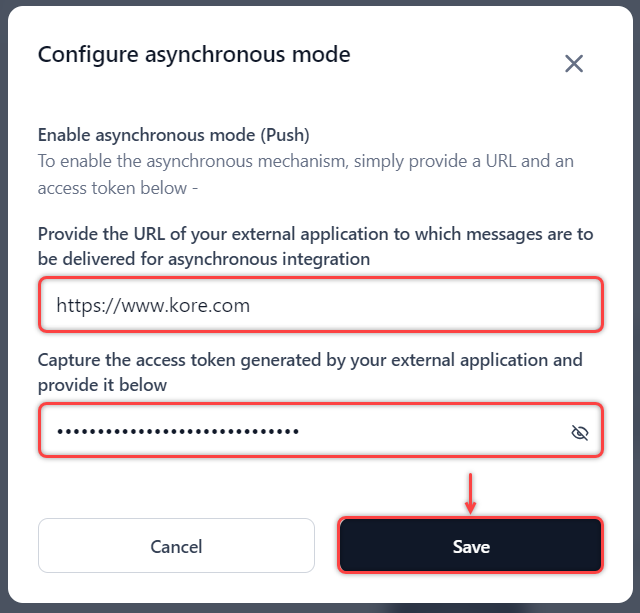 Configure asynchronous mode
Enable asynchronous mode (Push)
To enable the asynchronous mechanism, simply provide a URL and an
access token below -
Provide the URL of your external application to which messages are to
be delivered for asynchronous integration
https://www.kore.com
Capture the access token generated by your external application and
provide it below
••••••••••••••••••••••••••••••
Cancel
Save